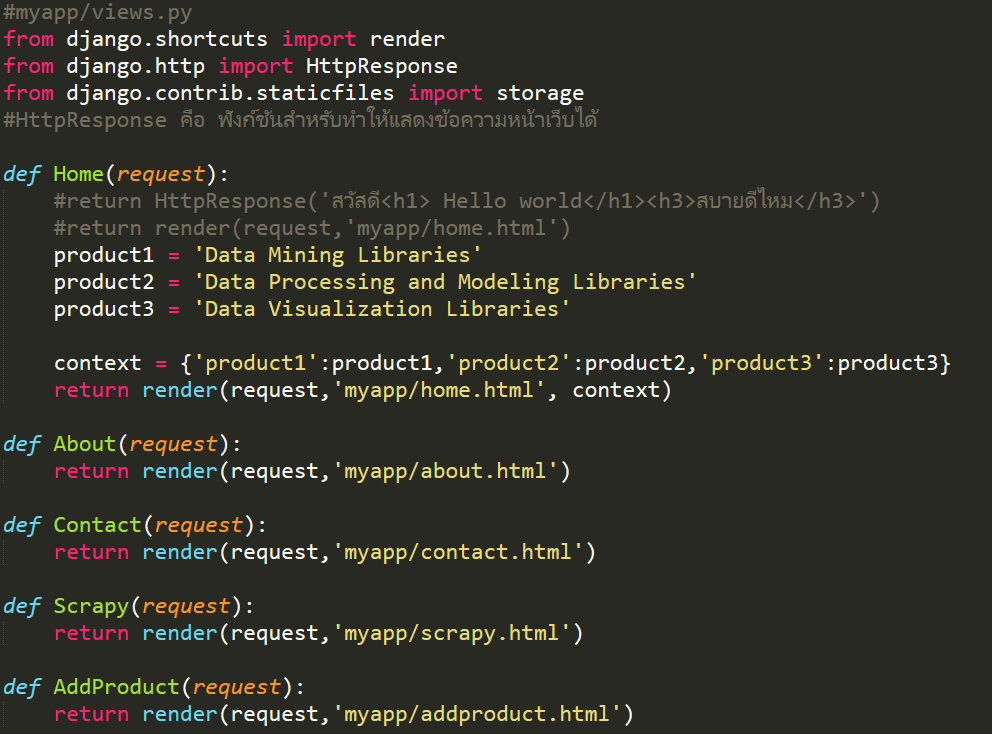 #myapp/views.py
from django.shortcuts import render
from django.http import HttpResponse
from django.contrib.staticfiles import storage
#HttpResponse คือ ฟังก์ชันสำหรับทำให้แสดงข้อความหน้าเว็บได้
def Home(request):
#return HttpResponse('สวัสดี<h1> Hello world</h1><h3>สบายดีไหม</h3>')
#return render(request,'myapp/home.html')
product1 = 'Data Mining Libraries'
product2 = 'Data Processing and Modeling Libraries'
product3 = 'Data Visualization Libraries'
context = {'product1':product1,'product2':product2,'product3':product3}
return render(request,'myapp/home.html', context)
def About(request):
return render(request,'myapp/about.html')
def Contact(request):
return render(request,'myapp/contact.html')
def Scrapy(request):
return render(request,'myapp/scrapy.html')
def AddProduct(request):
return render(request,'myapp/addproduct.html')